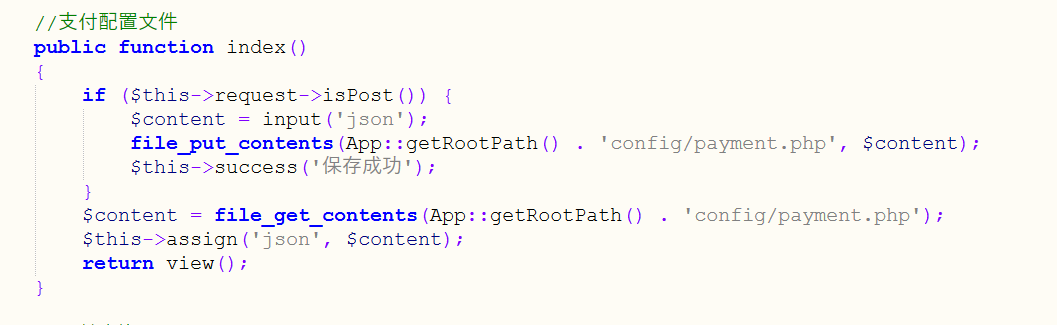 //支付配置文件
public function index()
{
if ($this->request->isPost()) {
$content = input('json');
file_put_contents(App::getRootPath() . 'config/payment.php', $content);
$this->success('保存成功');
}
$content = file_get_contents(App::getRootPath() . 'config/payment.php');
$this->assign('json', $content);
return view();
}